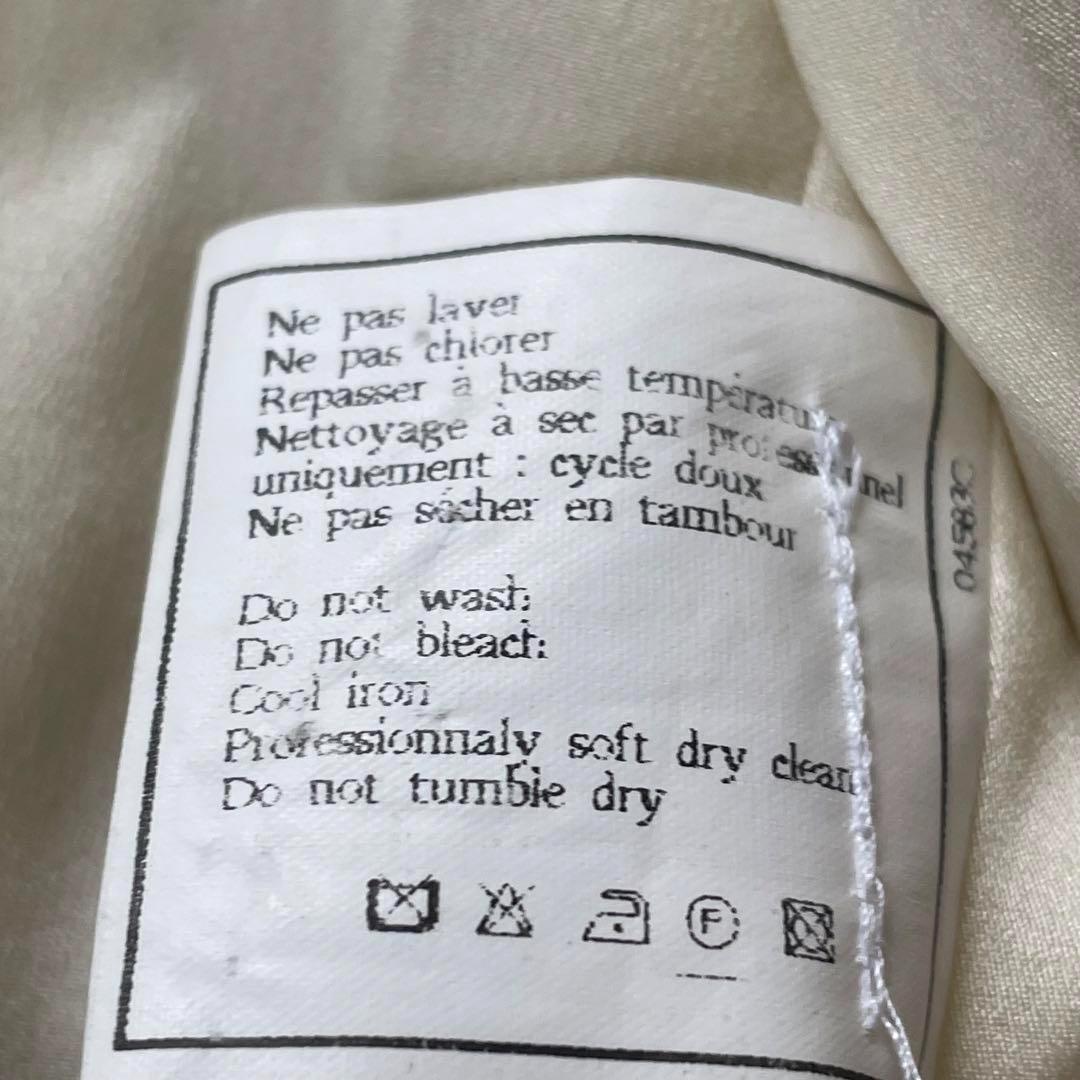 Ne pas laver
Ne pas chlorer
Repasser à basse température
Nettoyage à sec par professionnel
uniquement : cycle doux
Ne pas sécher en tambour
Do not wash
Do not bleach
Cool iron
Professionnaly soft dry clean
Do not tumble dry
F
04583C